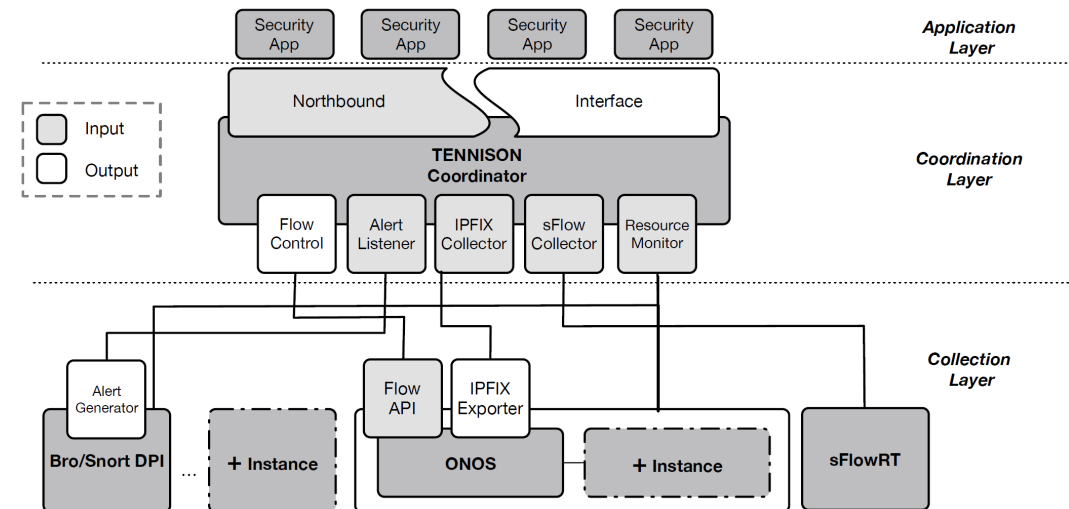 Security
App
Security
App
Security
App
Security
App
Application
Layer
Northbound
Interface
Input
Output
TENNISON
Coordinator
Coordination
Layer
Flow
Control
Alert
Listener
IPFIX
Collector
sFlow
Collector
Resource
Monitor
Collection
Layer
Alert
Generator
Flow
API
IPFIX
Exporter
Bro/Snort DPI
...
+ Instance
ONOS
+ Instance
sFlowRT